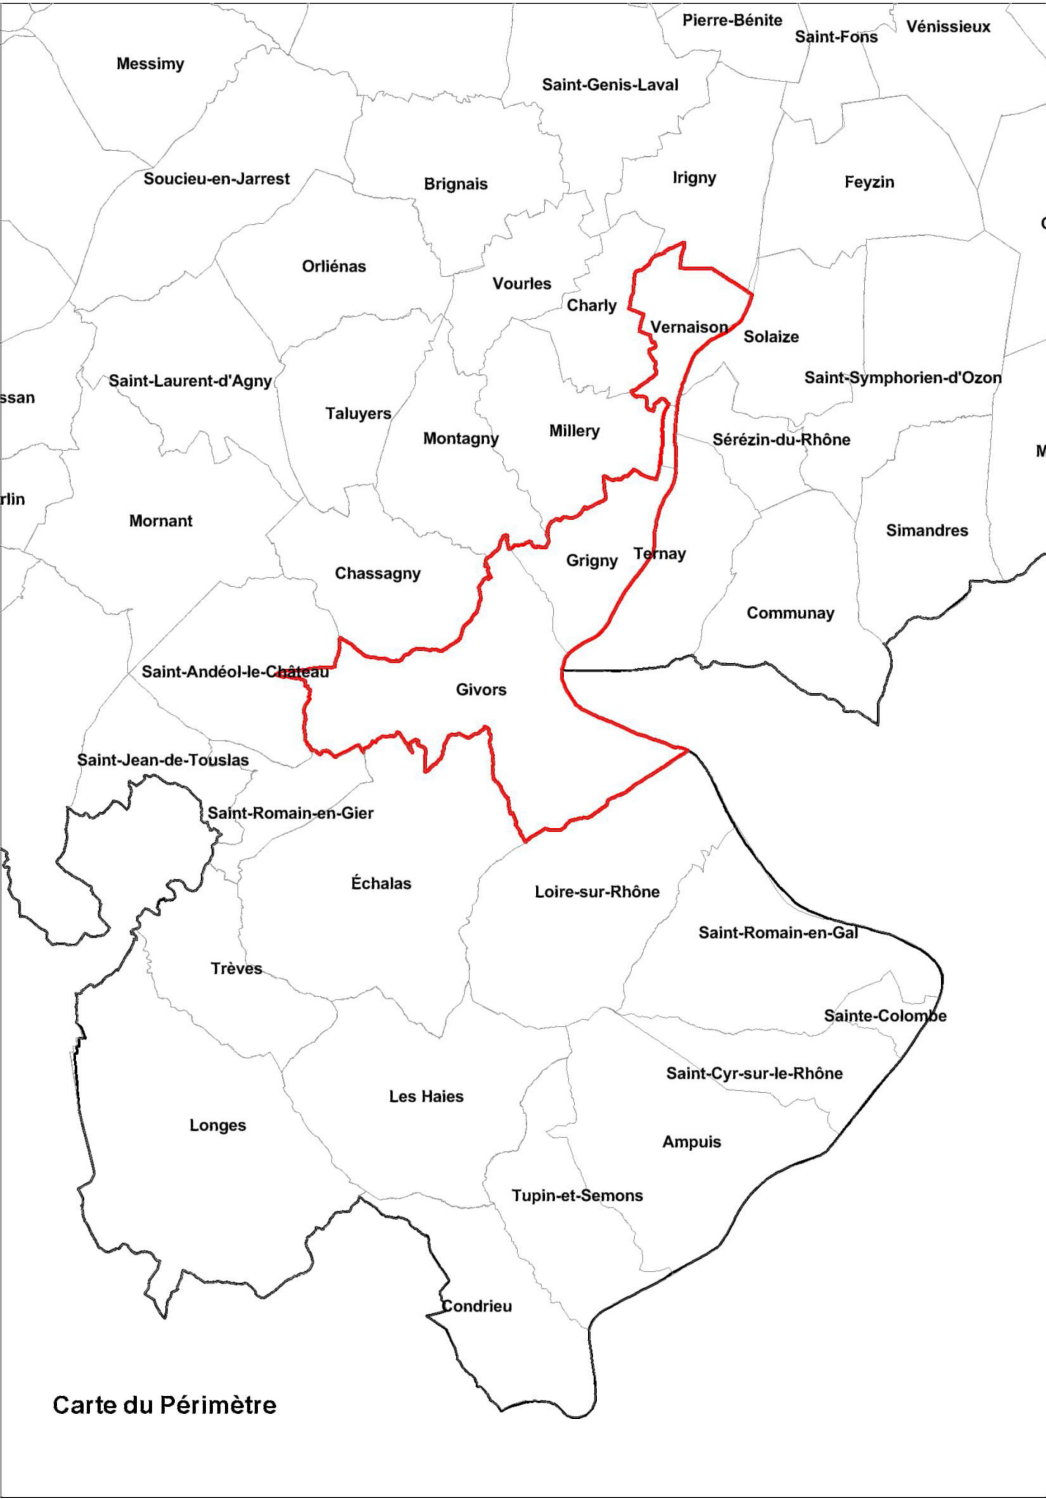 Pierre-Bénite
Saint-Fons
Vénissieux
Messimy
Saint-Genis-Laval
Soucieu-en-Jarrest
Brignais
Irigny
Feyzin
Orliénas
Vourles
Charly
Vernaison
Solaize
Saint-Laurent-d'Agny
Saint-Symphorien-d'Ozon
ssan
Taluyers
Montagny
Millery
Sérézin-du-Rhône
M
rlin
Mornant
Simandres
Chassagny
Grigny
Ternay
Communay
Saint-Andéol-le-Château
Givors
Saint-Jean-de-Touslas
Saint-Romain-en-Gier
Échalas
Loire-sur-Rhône
Saint-Romain-en-Gal
Trèves
Sainte-Colombe
Saint-Cyr-sur-le-Rhône
Les Haies
Longes
Ampuis
Tupin-et-Semons
Condrieu
Carte du Périmètre